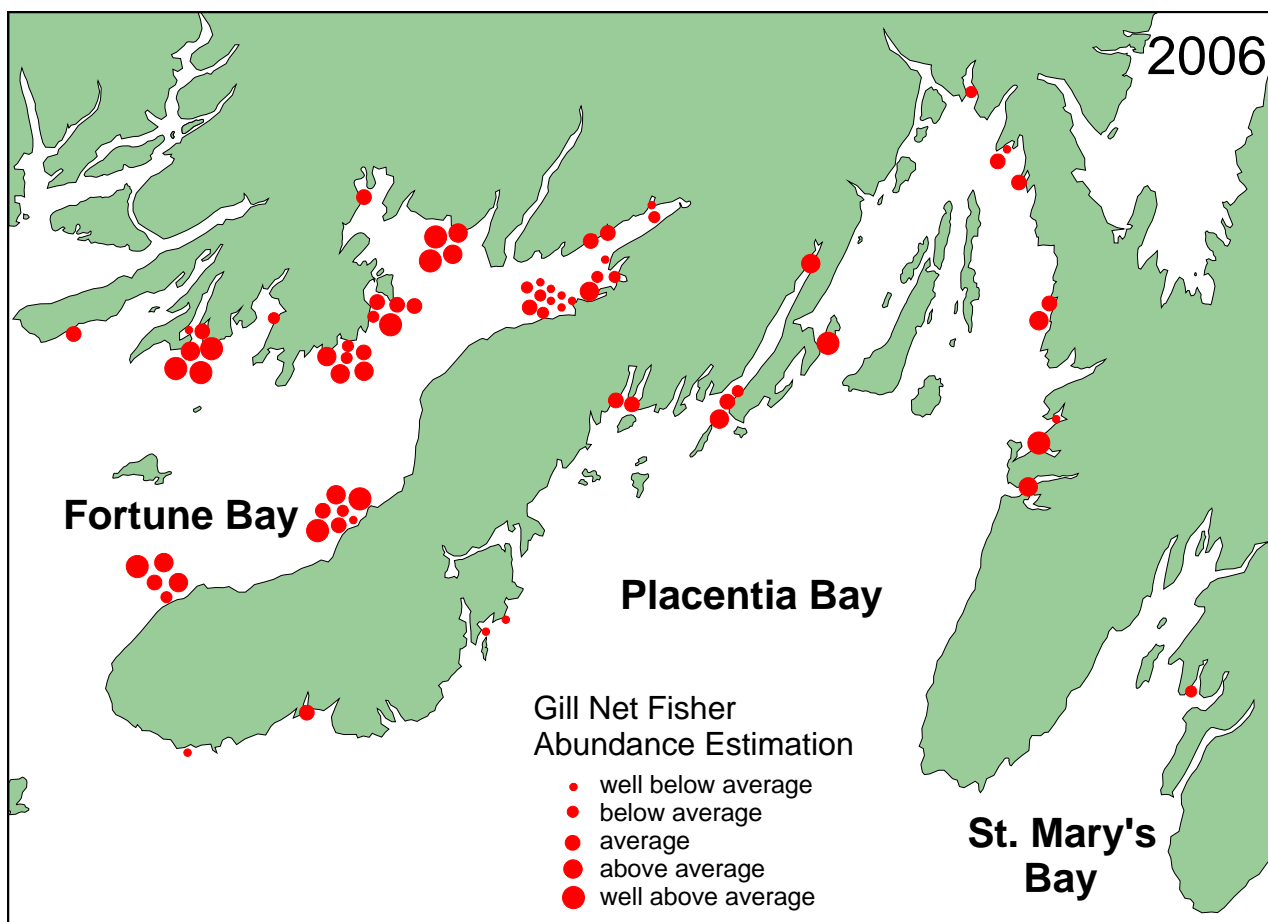 2006
Fortune Bay
Placentia Bay
Gill Net Fisher
Abundance Estimation
well below average
below average
average
above average
well above average
St. Mary's
Bay